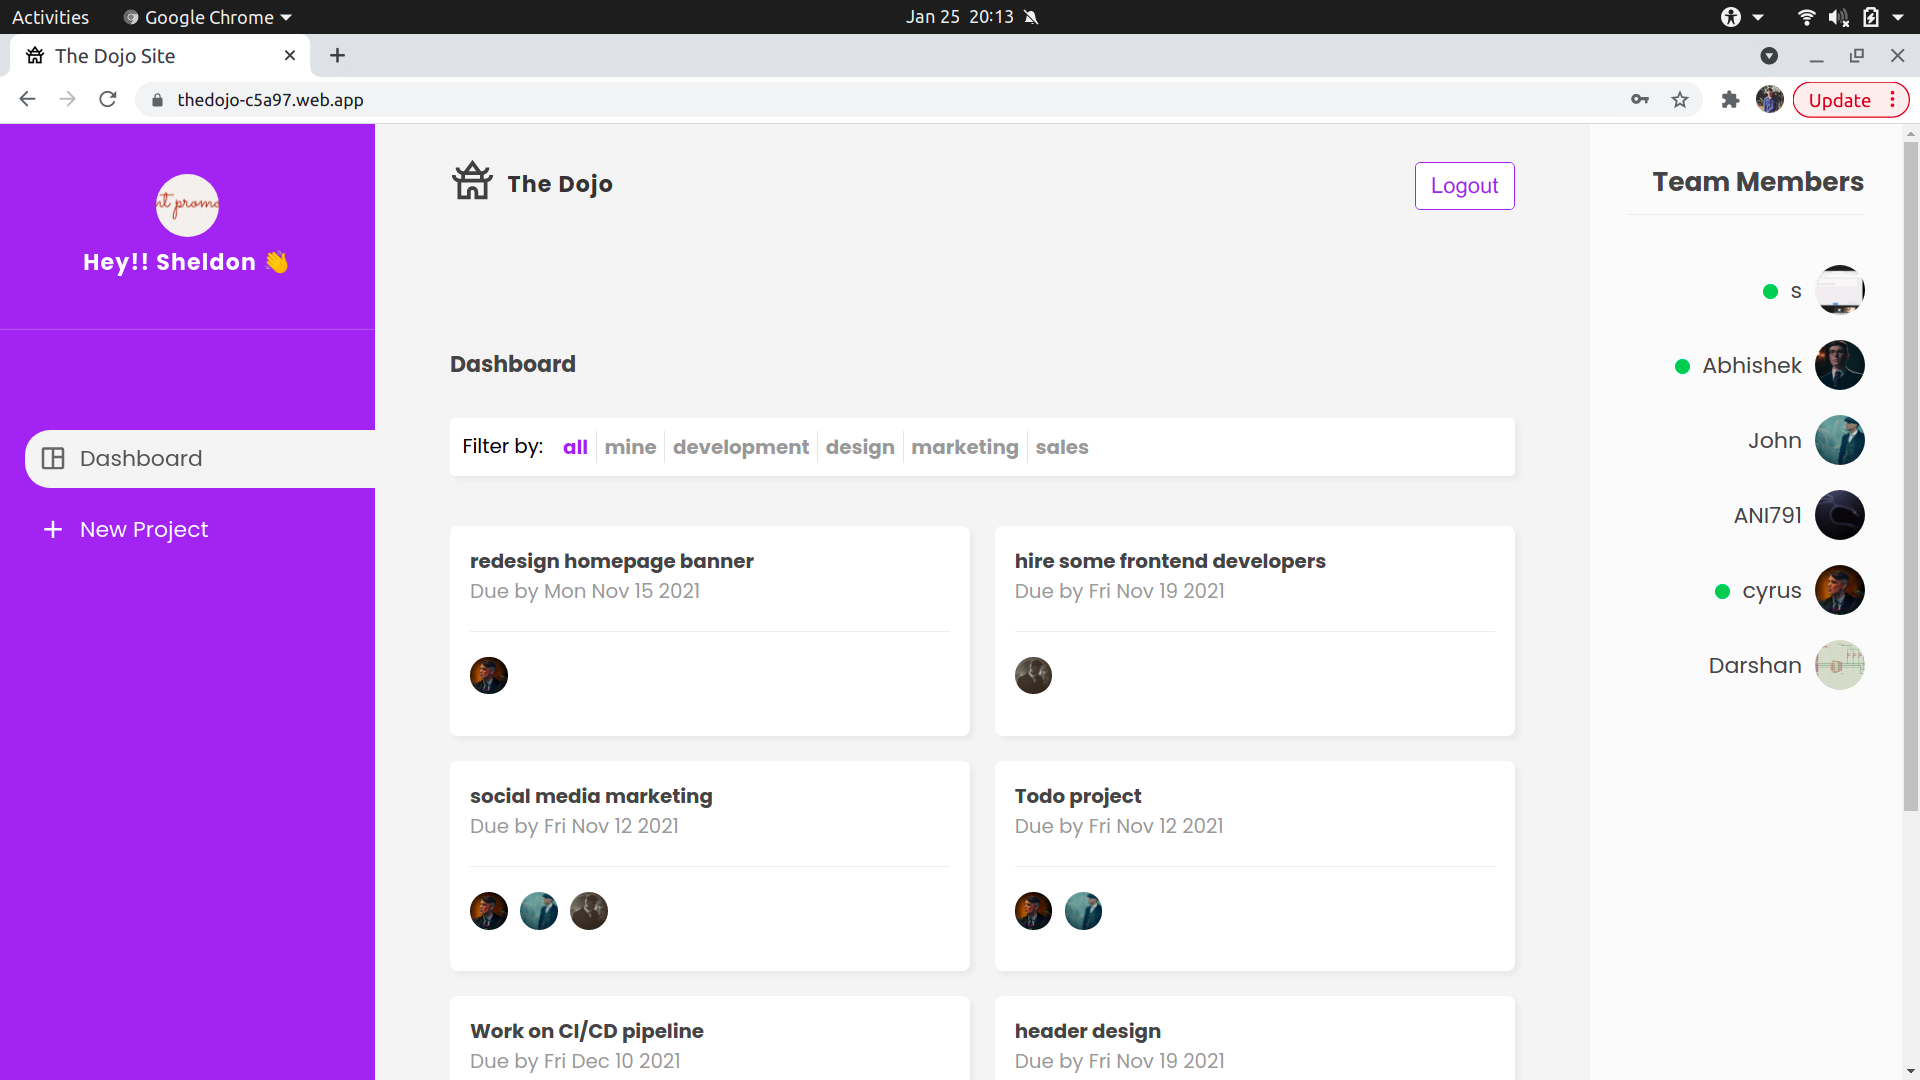 Activities Google Chrome Jan 25 20:13
The Dojo Site
thedojo-c5a97.web.app Update
nt promo
Hey!! Sheldon 👋
Dashboard
New Project
The Dojo
Logout
Dashboard
Filter by: all mine development design marketing sales
redesign homepage banner
Due by Mon Nov 15 2021
hire some frontend developers
Due by Fri Nov 19 2021
social media marketing
Due by Fri Nov 12 2021
Todo project
Due by Fri Nov 12 2021
Work on CI/CD pipeline
Due by Fri Dec 10 2021
header design
Due by Fri Nov 19 2021
Team Members
s
Abhishek
John
ANI791
cyrus
Darshan